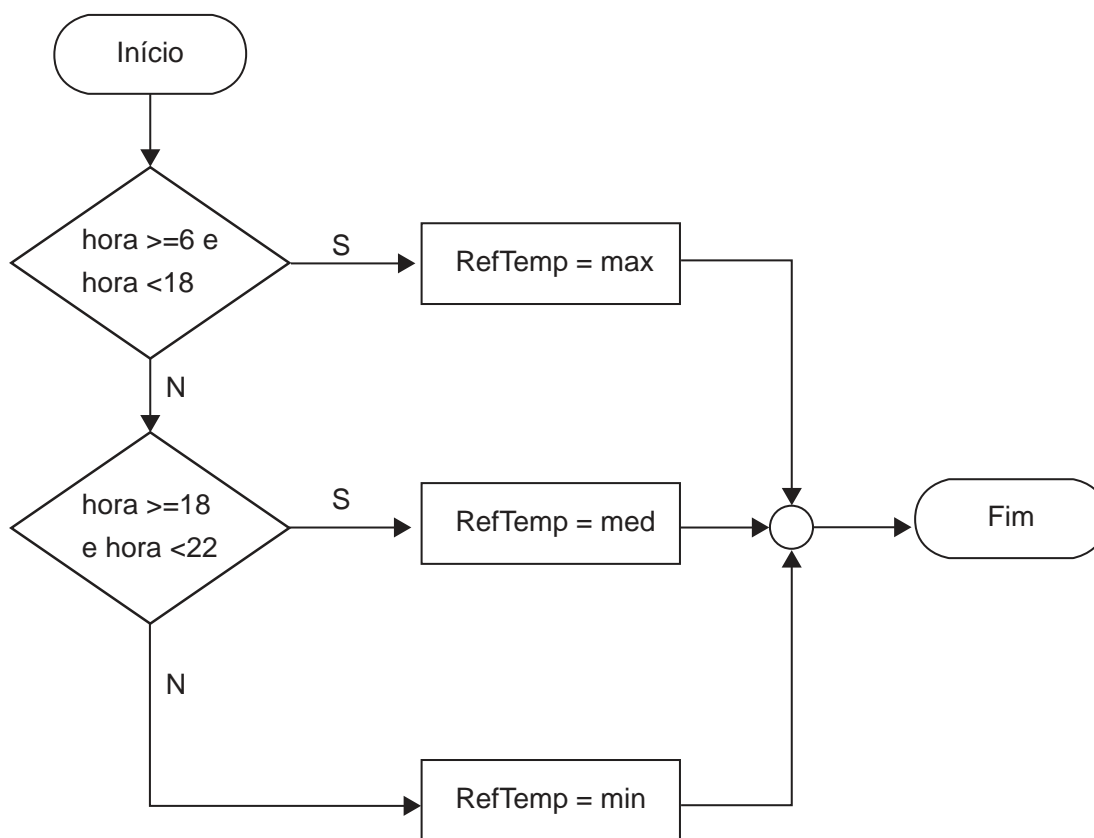 Início
hora >=6 e
hora <18
S
RefTemp = max
N
hora >=18
e hora <22
S
RefTemp = med
Fim
N
RefTemp = min